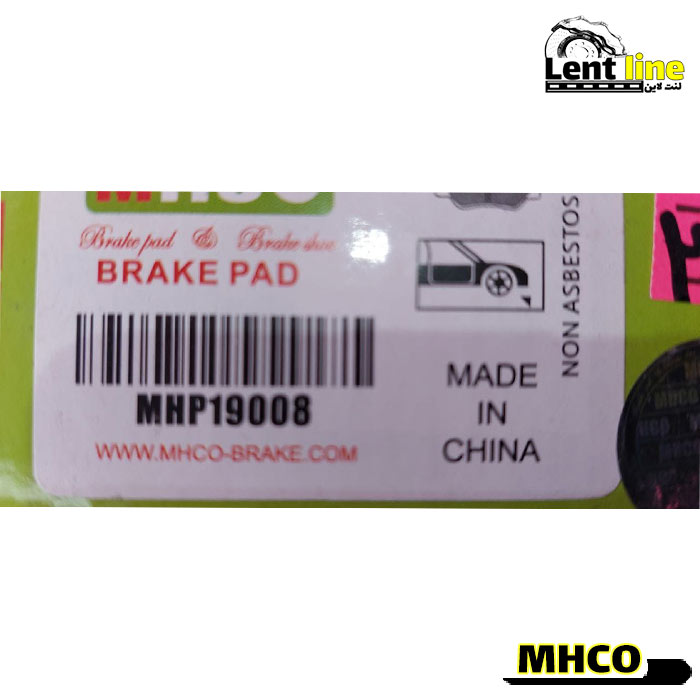 Lent line
لنت لاین
MHCO
Brake pad & Brake shoe
BRAKE PAD
MHP19008
WWW.MHCO-BRAKE.COM
MADE
IN
CHINA
NON ASBESTOS
MHCO